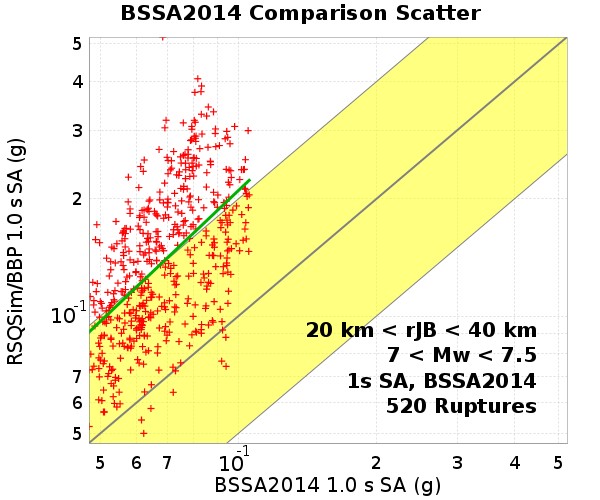 BSSA2014 Comparison Scatter
RSQSim/BBP 1.0 s SA (g)
5
4
3
2
10^-1
7
6
5
20 km < rJB < 40 km
7 < Mw < 7.5
1s SA, BSSA2014
520 Ruptures
5 6 7 10^-1 2 3 4 5
BSSA2014 1.0 s SA (g)